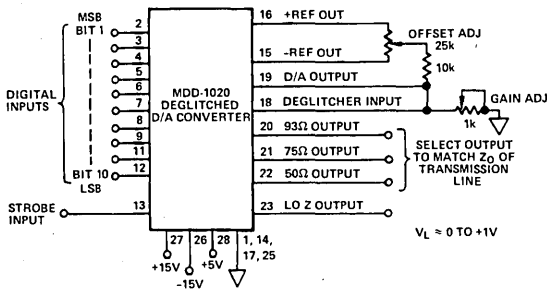 MSB
BIT 1
2
3
4
5
6
7
8
9
11
12
BIT 10
LSB
DIGITAL
INPUTS
STROBE
INPUT
13
MDD-1020
DEGLITCHED
D/A CONVERTER
16 +REF OUT
15 -REF OUT
19 D/A OUTPUT
18 DEGLITCHER INPUT
20 93Ω OUTPUT
21 75Ω OUTPUT
22 50Ω OUTPUT
23 LO Z OUTPUT
OFFSET ADJ
25k
10k
GAIN ADJ
1k
SELECT OUTPUT
TO MATCH ZO OF
TRANSMISSION
LINE
VL ≈ 0 TO +1V
27 26 28 1, 14,
17, 25
+15V
-15V
+5V